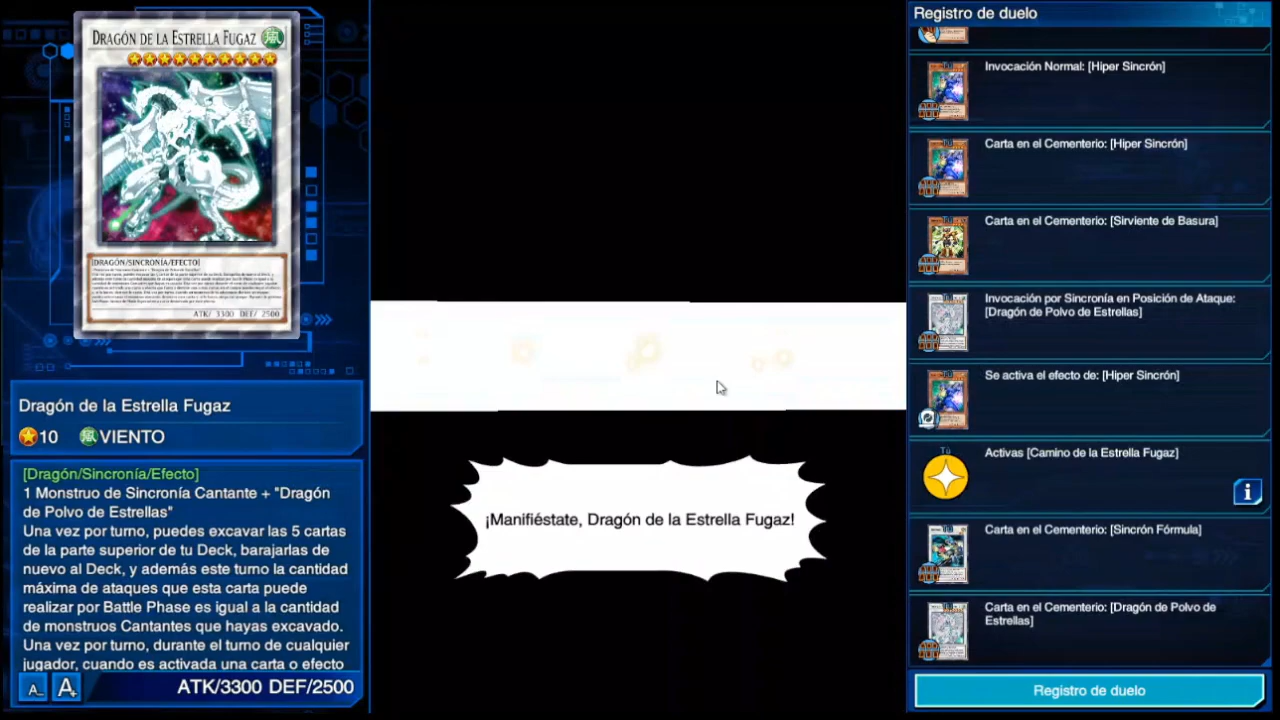 DRAGÓN DE LA ESTRELLA FUGAZ
[DRAGÓN/SINCRONÍA/EFECTO]
ATK/ 3300 DEF/ 2500
Dragón de la Estrella Fugaz
10 VIENTO
[Dragón/Sincronía/Efecto]
1 Monstruo de Sincronía Cantante + "Dragón
de Polvo de Estrellas"
Una vez por turno, puedes excavar las 5 cartas
de la parte superior de tu Deck, barajarlas de
nuevo al Deck, y además este turno la cantidad
máxima de ataques que esta carta puede
realizar por Battle Phase es igual a la cantidad
de monstruos Cantantes que hayas excavado.
Una vez por turno, durante el turno de cualquier
jugador, cuando es activada una carta o efecto
A- A+ ATK/3300 DEF/2500
¡Manifiéstate, Dragón de la Estrella Fugaz!
Registro de duelo
Invocación Normal: [Hiper Sincrón]
Carta en el Cementerio: [Hiper Sincrón]
Carta en el Cementerio: [Sirviente de Basura]
Invocación por Sincronía en Posición de Ataque:
[Dragón de Polvo de Estrellas]
Se activa el efecto de: [Hiper Sincrón]
Tú
Activas [Camino de la Estrella Fugaz]
Carta en el Cementerio: [Sincrón Fórmula]
Carta en el Cementerio: [Dragón de Polvo de
Estrellas]
Registro de duelo